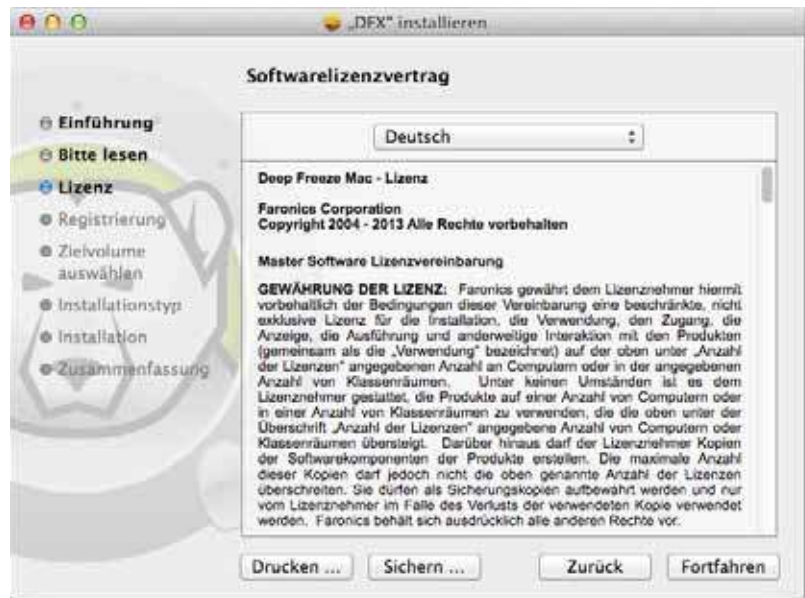 „DFX" installieren
Softwarelizenzvertrag
Einführung
Bitte lesen
Lizenz
Registrierung
Zielvolume
auswählen
Installationstyp
Installation
Zusammenfassung
Deutsch
Deep Freeze Mac - Lizenz
Faronics Corporation
Copyright 2004 - 2013 Alle Rechte vorbehalten
Master Software Lizenzvereinbarung
GEWÄHRUNG DER LIZENZ: Faronics gewährt dem Lizenznehmer hiermit
vorbehaltlich der Bedingungen dieser Vereinbarung eine beschränkte, nicht
exklusive Lizenz für die Installation, die Verwendung, den Zugang, die
Anzeige, die Ausführung und anderweitige Interaktion mit den Produkten
(gemeinsam als die „Verwendung" bezeichnet) auf der oben unter „Anzahl
der Lizenzen" angegebenen Anzahl an Computern oder in der angegebenen
Anzahl von Klassenräumen. Unter keinen Umständen ist es dem
Lizenznehmer gestattet, die Produkte auf einer Anzahl von Computern oder
in einer Anzahl von Klassenräumen zu verwenden, die die oben unter der
Überschrift „Anzahl der Lizenzen" angegebene Anzahl von Computern oder
Klassenräumen übersteigt. Darüber hinaus darf der Lizenznehmer Kopien
der Softwarekomponenten der Produkte erstellen. Die maximale Anzahl
dieser Kopien darf jedoch nicht die oben genannte Anzahl der Lizenzen
überschreiten. Sie dürfen als Sicherungskopien aufbewahrt werden und nur
vom Lizenznehmer im Falle des Verlusts der verwendeten Kopie verwendet
werden. Faronics behält sich ausdrücklich alle anderen Rechte vor.
Drucken ...
Sichern ...
Zurück
Fortfahren